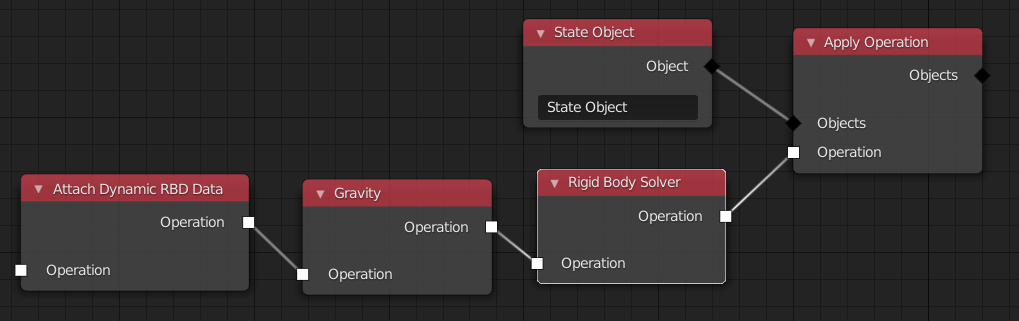 State Object
Object
State Object
Apply Operation
Objects
Objects
Operation
Attach Dynamic RBD Data
Operation
Operation
Gravity
Operation
Operation
Rigid Body Solver
Operation
Operation